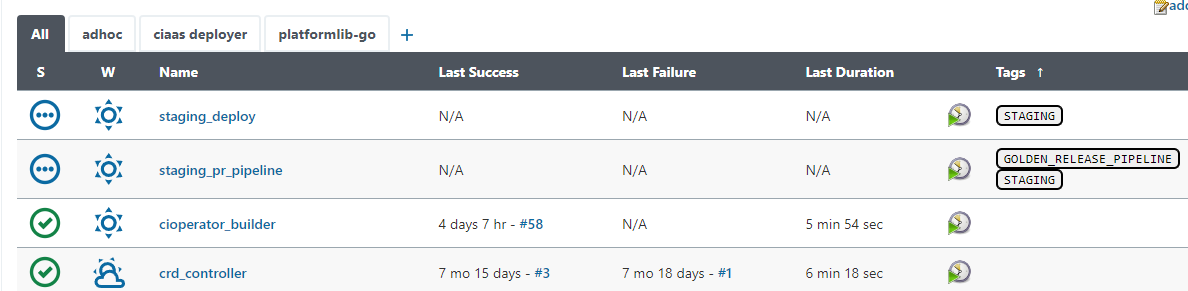 add
All adhoc ciaas deployer platformlib-go +
S W Name Last Success Last Failure Last Duration Tags ↑
staging_deploy N/A N/A N/A STAGING
staging_pr_pipeline N/A N/A N/A GOLDEN_RELEASE_PIPELINE
STAGING
cioperator_builder 4 days 7 hr - #58 N/A 5 min 54 sec
crd_controller 7 mo 15 days - #3 7 mo 18 days - #1 6 min 18 sec